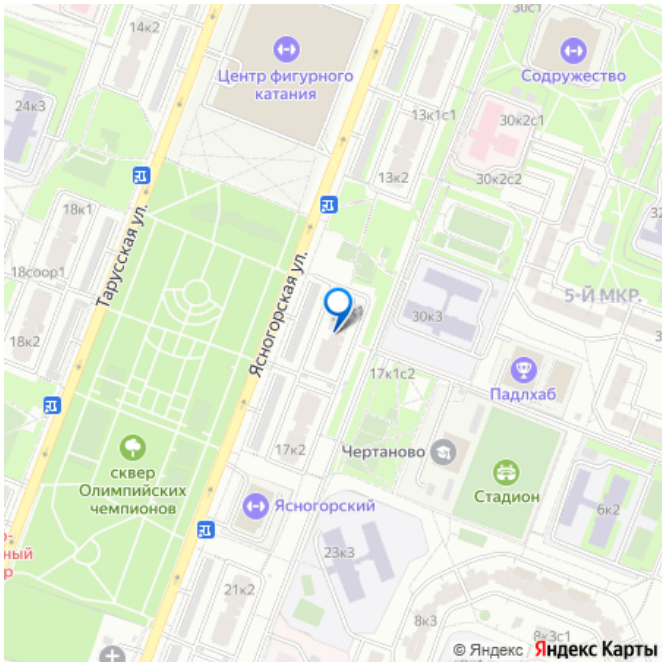 14к2
30с1
Центр фигурного
катания
Содружество
24к3
13к1с1
30к2с1
13к2
30к2с2
18к1
Тарусская ул.
Ясногорская ул.
18соор1
5-Й МКР.
30к3
18к2
17к1с2
Падлхаб
17к2
Чертаново
сквер
Олимпийских
чемпионов
Стадион
Ясногорский
6к2
23к3
21к2
8к3
8к3с1
© Яндекс Яндекс Карты